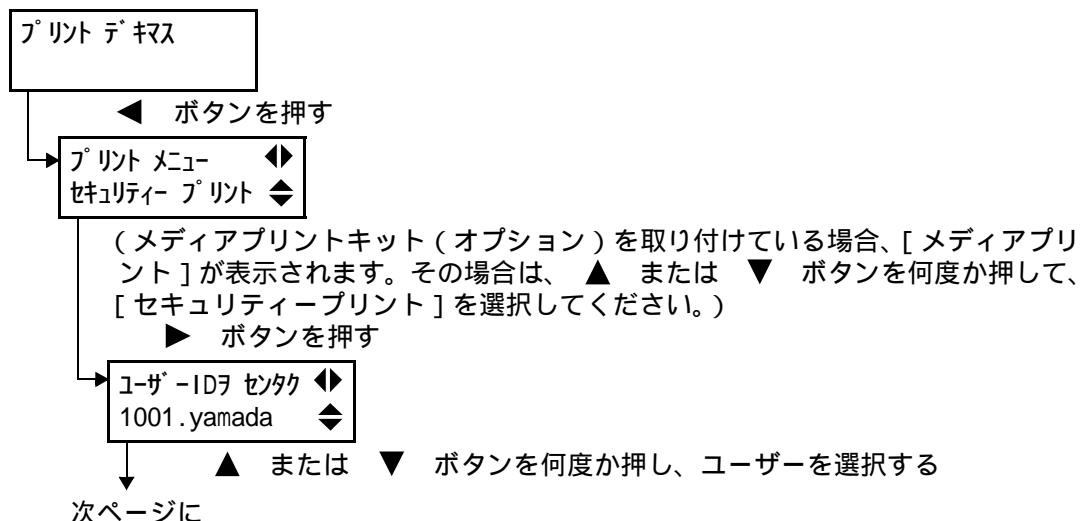 プリント デキマス
◀ ボタンを押す
プリント メニュー ◀▶
セキュリティー プリント ▲▼
(メディアプリントキット(オプション)を取り付けている場合、[メディアプリ
ント]が表示されます。その場合は、 ▲ または ▼ ボタンを何度か押して、
[セキュリティープリント]を選択してください。)
▶ ボタンを押す
ユーザーIDヲ センタク ◀▶
1001.yamada ▲▼
▲ または ▼ ボタンを何度か押し、ユーザーを選択する
次ページに